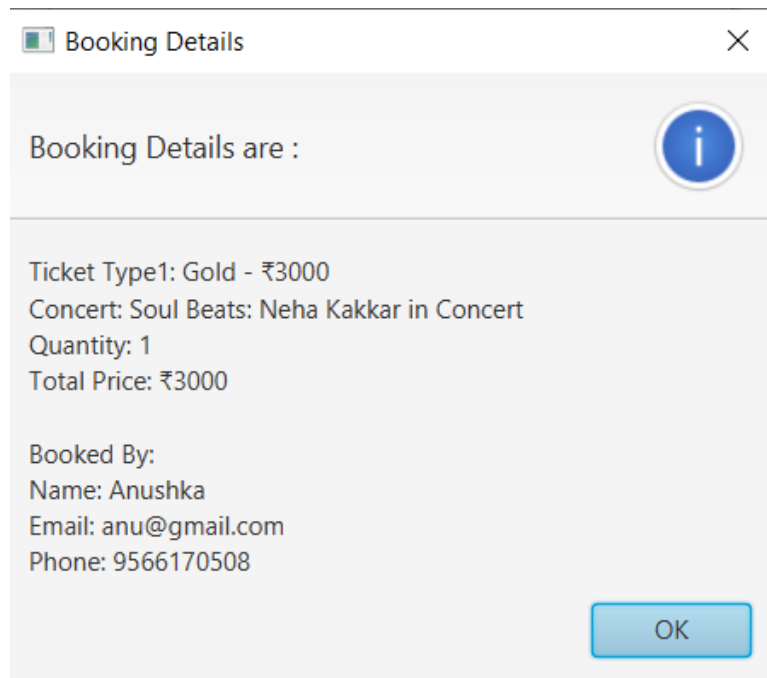 Booking Details
Booking Details are :
Ticket Type1: Gold - ₹3000
Concert: Soul Beats: Neha Kakkar in Concert
Quantity: 1
Total Price: ₹3000
Booked By:
Name: Anushka
Email: anu@gmail.com
Phone: 9566170508
OK